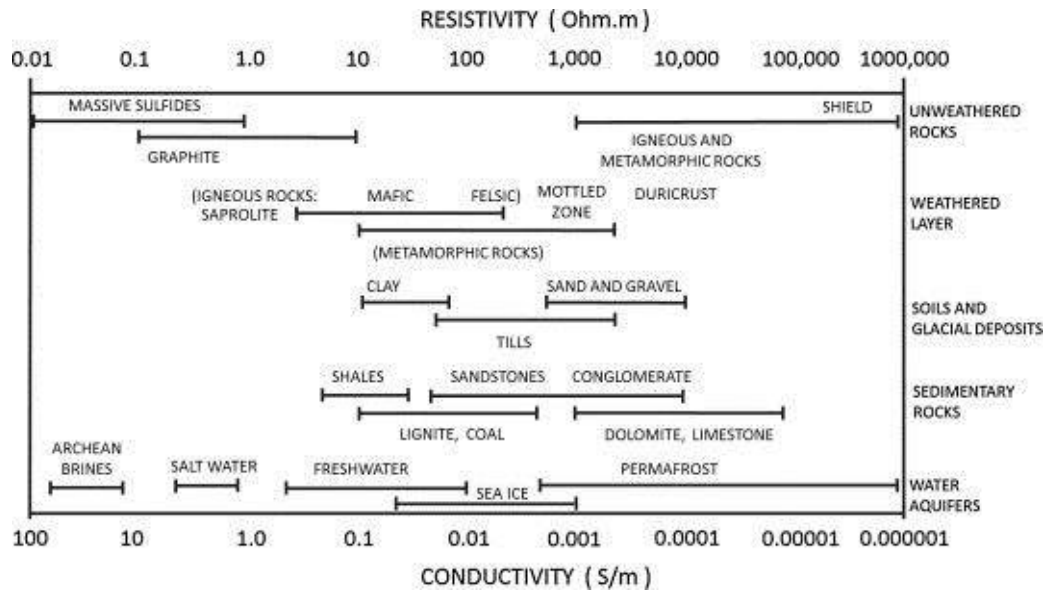 RESISTIVITY ( Ohm.m )
0.01 0.1 1.0 10 100 1,000 10,000 100,000 1000,000
MASSIVE SULFIDES
SHIELD
UNWEATHERED
ROCKS
GRAPHITE
IGNEOUS AND
METAMORPHIC ROCKS
(IGNEOUS ROCKS:
SAPROLITE
MAFIC
FELSIC)
MOTTLED
ZONE
DURICRUST
WEATHERED
LAYER
(METAMORPHIC ROCKS)
CLAY
SAND AND GRAVEL
SOILS AND
GLACIAL DEPOSITS
TILLS
SHALES
SANDSTONES
CONGLOMERATE
SEDIMENTARY
ROCKS
LIGNITE, COAL
DOLOMITE, LIMESTONE
ARCHEAN
BRINES
SALT WATER
FRESHWATER
PERMAFROST
WATER
AQUIFERS
SEA ICE
100 10 1.0 0.1 0.01 0.001 0.0001 0.00001 0.000001
CONDUCTIVITY ( S/m )